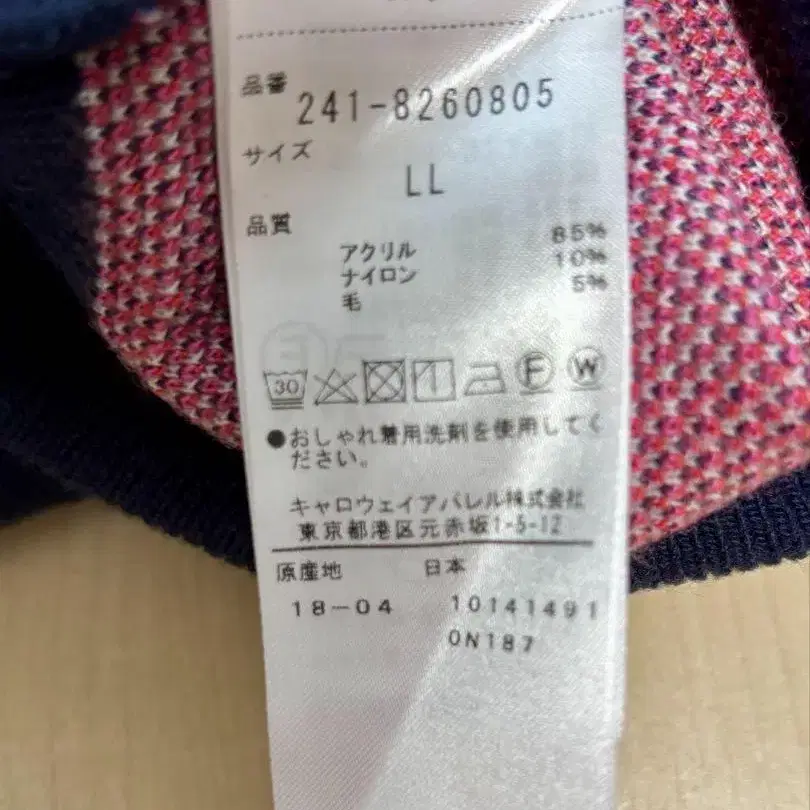 品番
241-8260805
サイズ
LL
品質
アクリル 85%
ナイロン 10%
毛 5%
30 F W
●おしゃれ着用洗剤を使用してく
ださい。
キャロウェイアパレル株式会社
東京都港区元赤坂1-5-12
原産地 日本
18-04 10141491
0N187